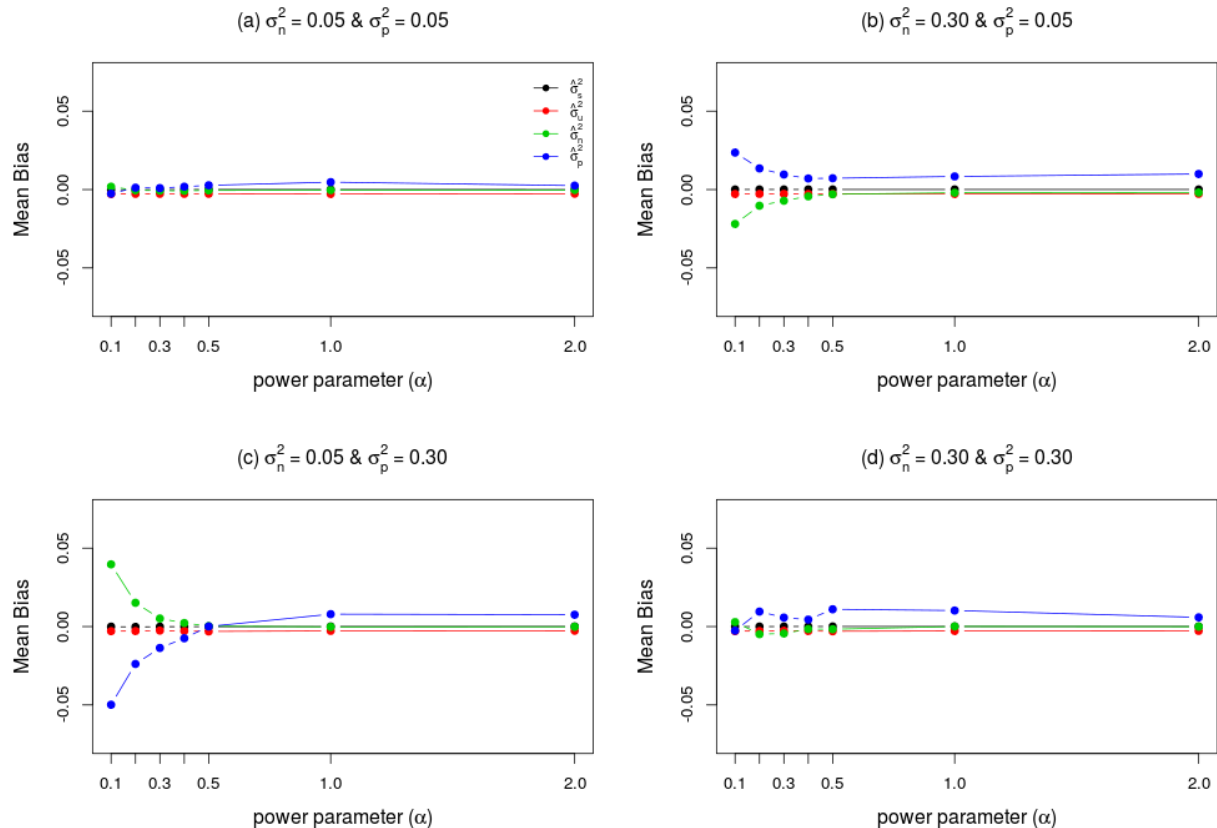 (a) σ²ₙ = 0.05 & σ²ₚ = 0.05
Mean Bias
0.05
0.00
-0.05
σ̂²ₛ
σ̂²ᵤ
σ̂²ₙ
σ̂²ₚ
0.1 0.3 0.5 1.0 2.0
power parameter (α)
(b) σ²ₙ = 0.30 & σ²ₚ = 0.05
Mean Bias
0.05
0.00
-0.05
0.1 0.3 0.5 1.0 2.0
power parameter (α)
(c) σ²ₙ = 0.05 & σ²ₚ = 0.30
Mean Bias
0.05
0.00
-0.05
0.1 0.3 0.5 1.0 2.0
power parameter (α)
(d) σ²ₙ = 0.30 & σ²ₚ = 0.30
Mean Bias
0.05
0.00
-0.05
0.1 0.3 0.5 1.0 2.0
power parameter (α)